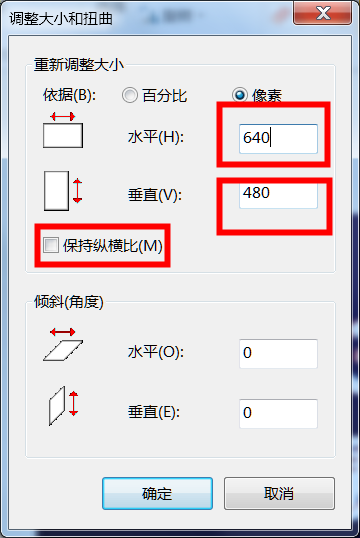 调整大小和扭曲
重新调整大小
依据(B): 百分比 像素
水平(H): 640
垂直(V): 480
保持纵横比(M)
倾斜(角度)
水平(O): 0
垂直(E): 0
确定 取消